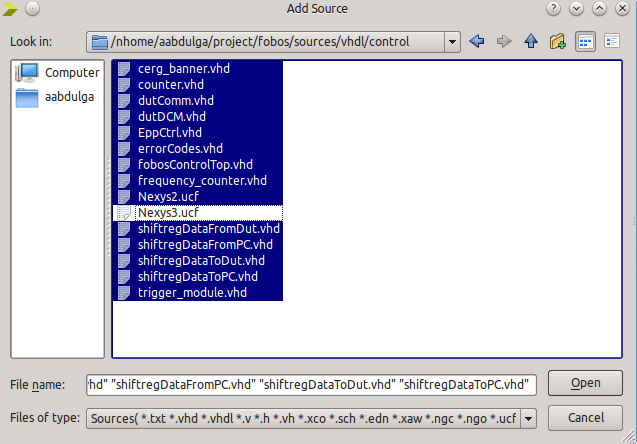 Add Source
Look in: /nhome/aabdulga/project/fobos/sources/vhdl/control
Computer
aabdulga
cerg_banner.vhd
counter.vhd
dutComm.vhd
dutDCM.vhd
EppCtrl.vhd
errorCodes.vhd
fobosControlTop.vhd
frequency_counter.vhd
Nexys2.ucf
Nexys3.ucf
shiftregDataFromDut.vhd
shiftregDataFromPC.vhd
shiftregDataToDut.vhd
shiftregDataToPC.vhd
trigger_module.vhd
File name: vhd" "shiftregDataFromPC.vhd" "shiftregDataToDut.vhd" "shiftregDataToPC.vhd" Open
Files of type: Sources( *.txt *.vhd *.vhdl *.v *.h *.vh *.xco *.sch *.edn *.xaw *.ngc *.ngo *.ucf Cancel